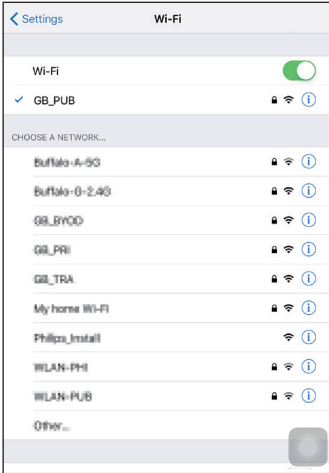 Settings
Wi-Fi
Wi-Fi
GB_PUB
CHOOSE A NETWORK...
Buffalo-A-5G
Buffalo-G-2.4G
GB_BYOD
GB_PRI
GB_TRA
My home Wi-Fi
Philips_Install
WLAN-PHI
WLAN-PUB
Other...